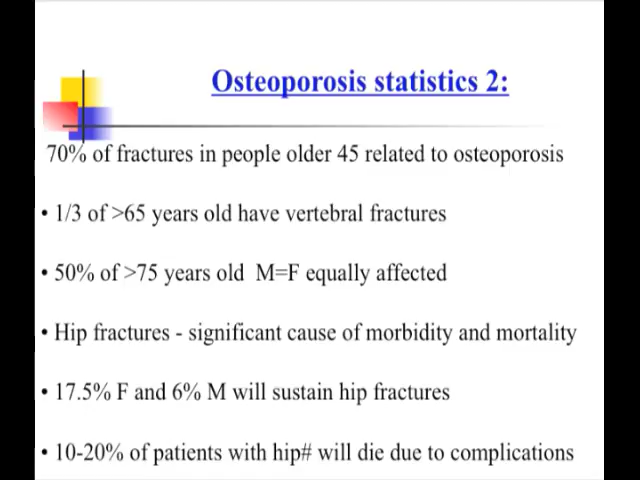 Osteoporosis statistics 2:
70% of fractures in people older 45 related to osteoporosis
• 1/3 of >65 years old have vertebral fractures
• 50% of >75 years old  M=F equally affected
• Hip fractures - significant cause of morbidity and mortality
• 17.5% F and 6% M will sustain hip fractures
• 10-20% of patients with hip# will die due to complications